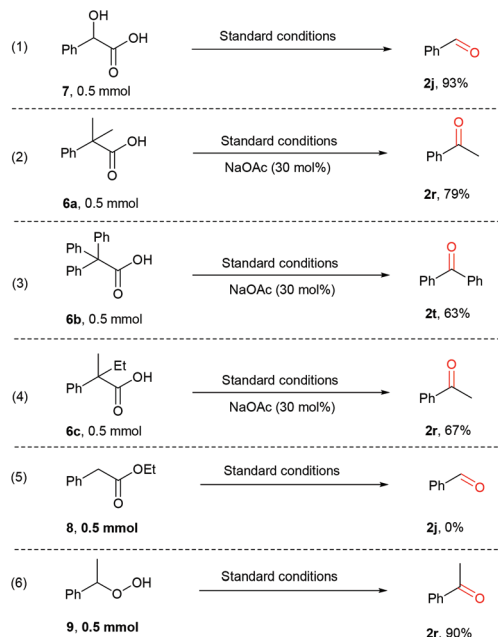 (1)
OH
Ph
OH
O
7, 0.5 mmol
Standard conditions
Ph
O
2j, 93%
(2)
Ph
OH
O
6a, 0.5 mmol
Standard conditions
NaOAc (30 mol%)
O
Ph
2r, 79%
(3)
Ph
Ph
Ph
OH
O
6b, 0.5 mmol
Standard conditions
NaOAc (30 mol%)
O
Ph
Ph
2t, 63%
(4)
Et
Ph
OH
O
6c, 0.5 mmol
Standard conditions
NaOAc (30 mol%)
O
Ph
2r, 67%
(5)
Ph
OEt
O
8, 0.5 mmol
Standard conditions
Ph
O
2j, 0%
(6)
Ph
O
OH
9, 0.5 mmol
Standard conditions
Ph
O
2r, 90%